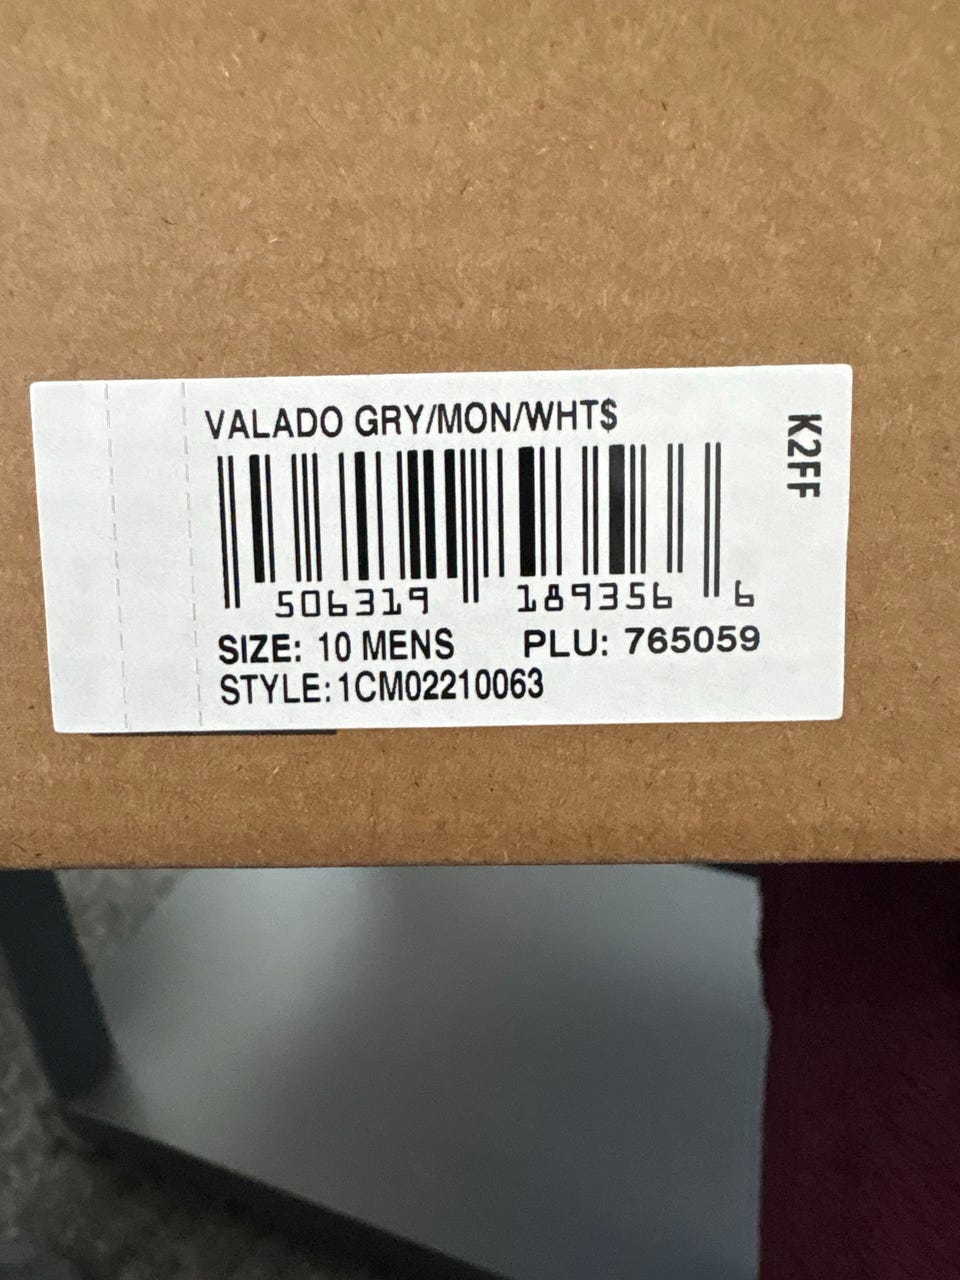 VALADO GRY/MON/WHT$
K2FF
506319 189356 6
SIZE: 10 MENS PLU: 765059
STYLE: 1CM02210063